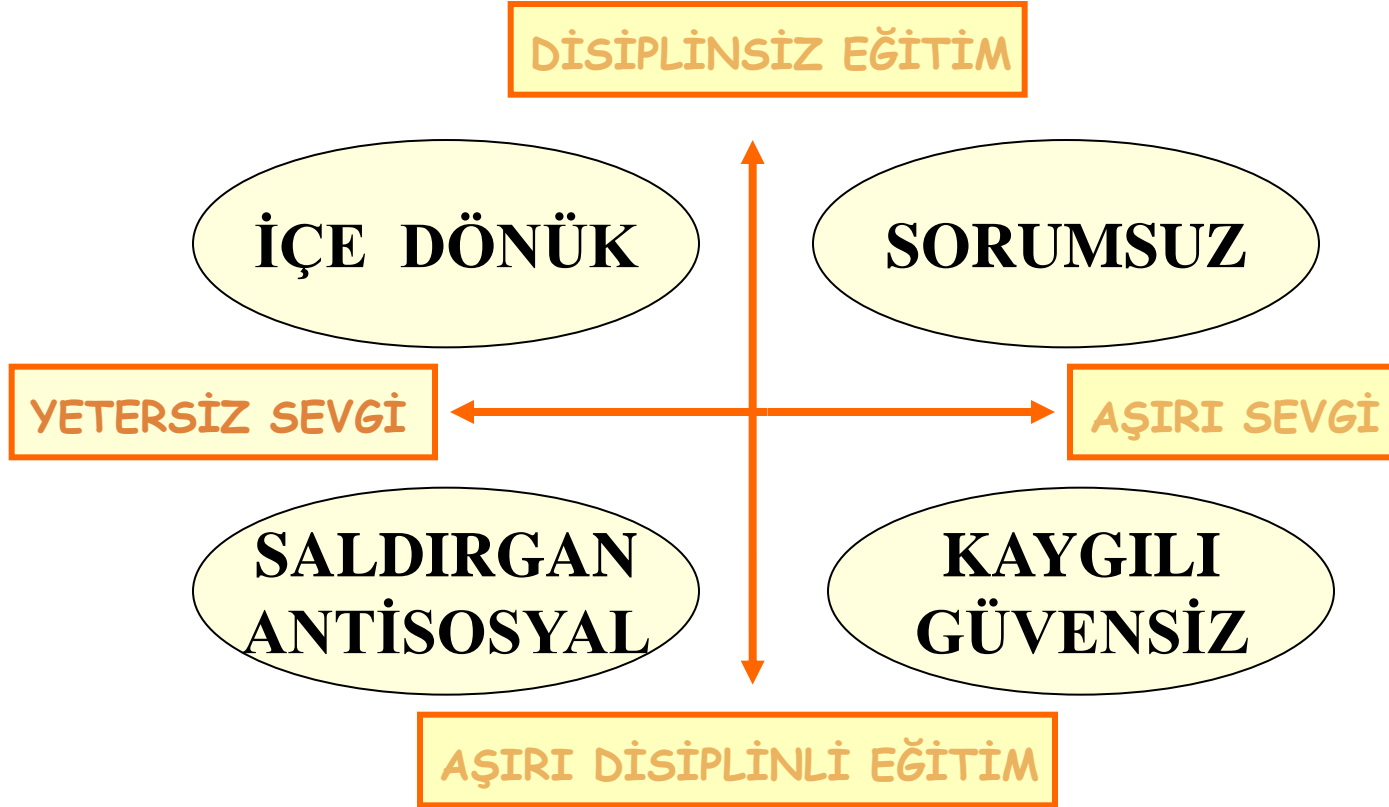 DİSİPLİNSİZ EĞİTİM
İÇE DÖNÜK
SORUMSUZ
YETERSİZ SEVGİ
AŞIRI SEVGİ
SALDIRGAN
ANTİSOSYAL
KAYGILI
GÜVENSİZ
AŞIRI DİSİPLİNLİ EĞİTİM